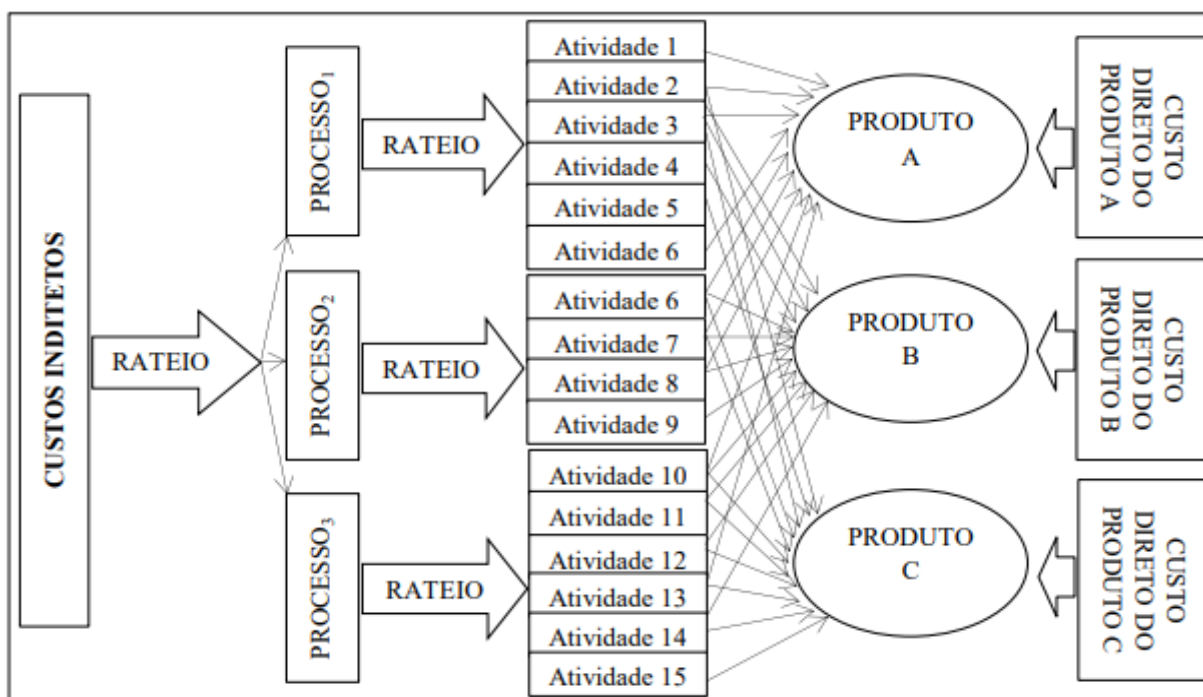 CUSTOS INDITETOS
RATEIO
PROCESSO₁
RATEIO
Atividade 1
Atividade 2
Atividade 3
Atividade 4
Atividade 5
Atividade 6
PROCESSO₂
RATEIO
Atividade 6
Atividade 7
Atividade 8
Atividade 9
PROCESSO₃
RATEIO
Atividade 10
Atividade 11
Atividade 12
Atividade 13
Atividade 14
Atividade 15
PRODUTO
A
CUSTO
DIRETO DO
PRODUTO A
PRODUTO
B
CUSTO
DIRETO DO
PRODUTO B
PRODUTO
C
CUSTO
DIRETO DO
PRODUTO C